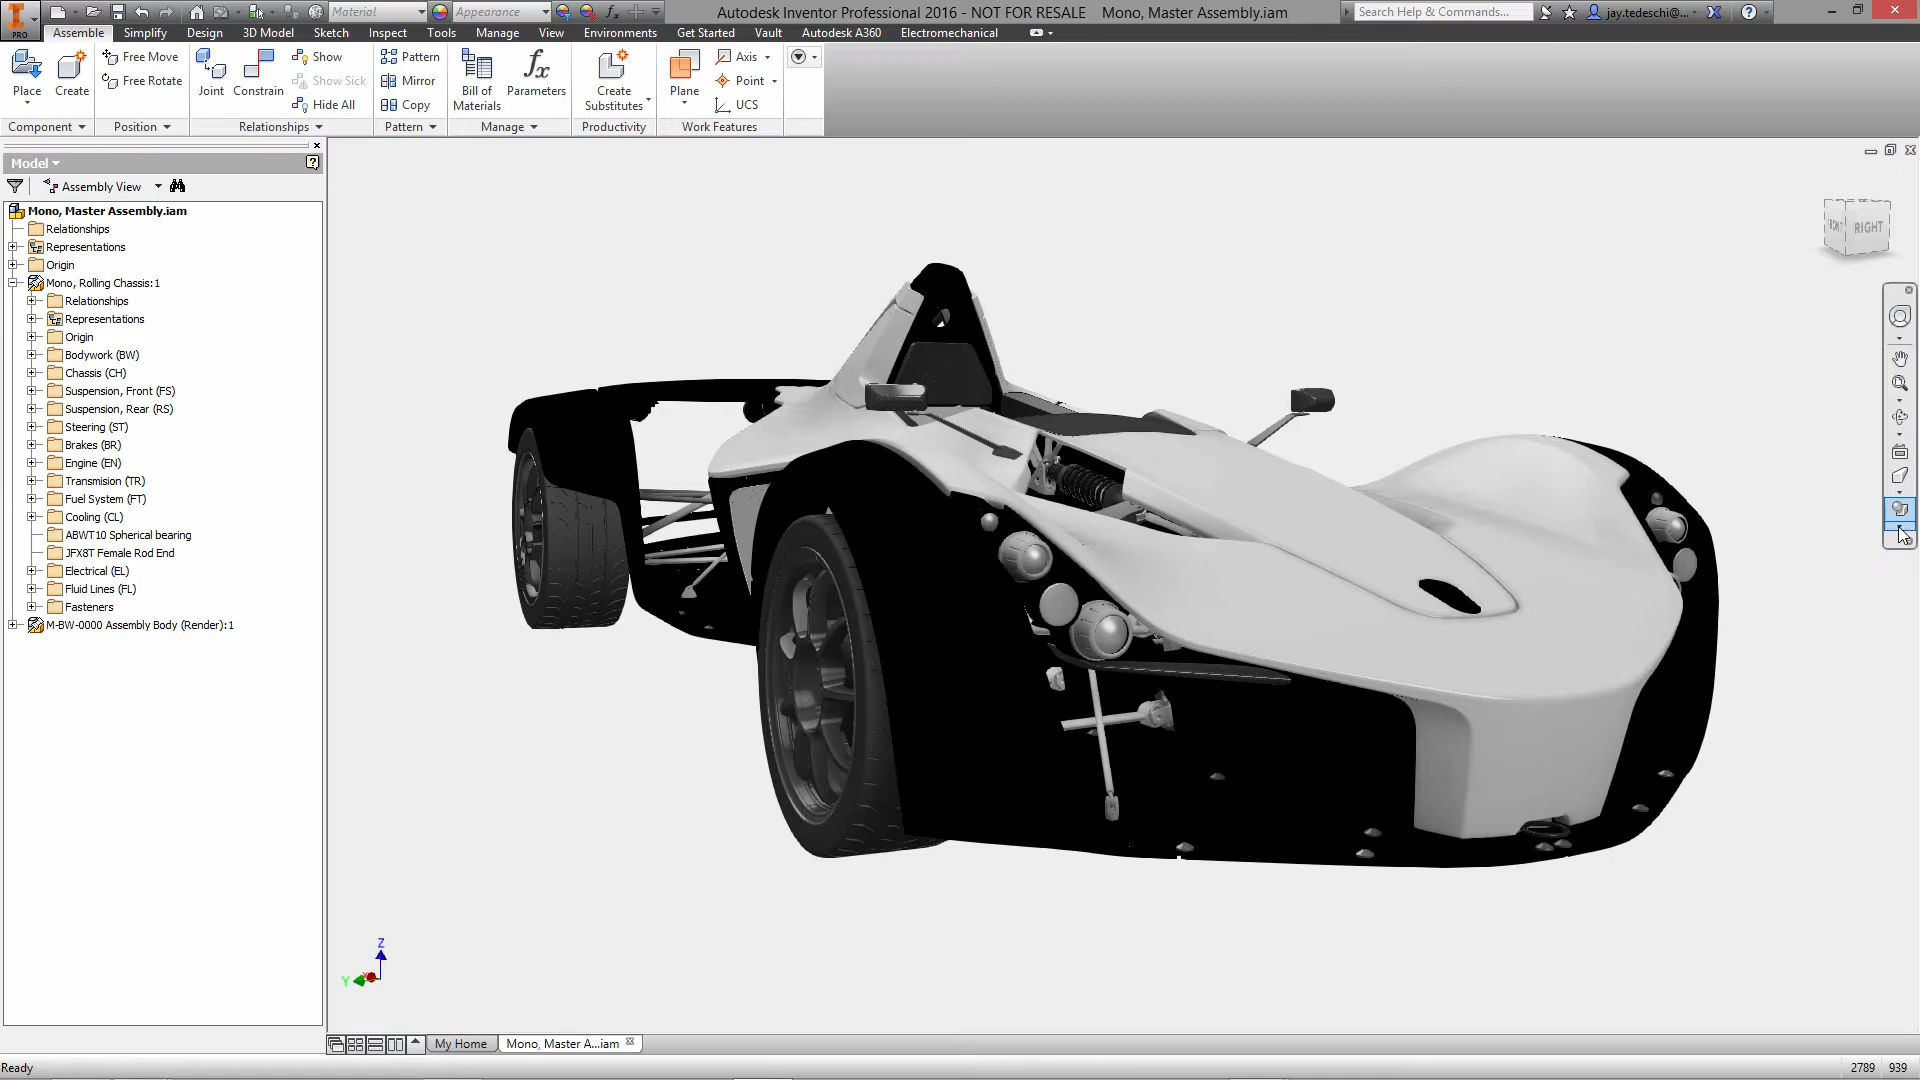 PRO
Material
Appearance
Autodesk Inventor Professional 2016 - NOT FOR RESALE Mono, Master Assembly.iam
Search Help & Commands...
jay.tedeschi@...
Assemble Simplify Design 3D Model Sketch Inspect Tools Manage View Environments Get Started Vault Autodesk A360 Electromechanical
Place
Create
Free Move
Free Rotate
Joint
Constrain
Show
Show Sick
Hide All
Pattern
Mirror
Copy
Bill of
Materials
fx
Parameters
Create
Substitutes
Plane
Axis
Point
UCS
Component Position Relationships Pattern Manage Productivity Work Features
Model
Assembly View
Mono, Master Assembly.iam
Relationships
Representations
Origin
Mono, Rolling Chassis:1
Relationships
Representations
Origin
Bodywork (BW)
Chassis (CH)
Suspension, Front (FS)
Suspension, Rear (RS)
Steering (ST)
Brakes (BR)
Engine (EN)
Transmision (TR)
Fuel System (FT)
Cooling (CL)
ABWT10 Spherical bearing
JFX8T Female Rod End
Electrical (EL)
Fluid Lines (FL)
Fasteners
M-BW-0000 Assembly Body (Render):1
FRONT RIGHT
Z
Y
My Home
Mono, Master A...iam
Ready
2789 939